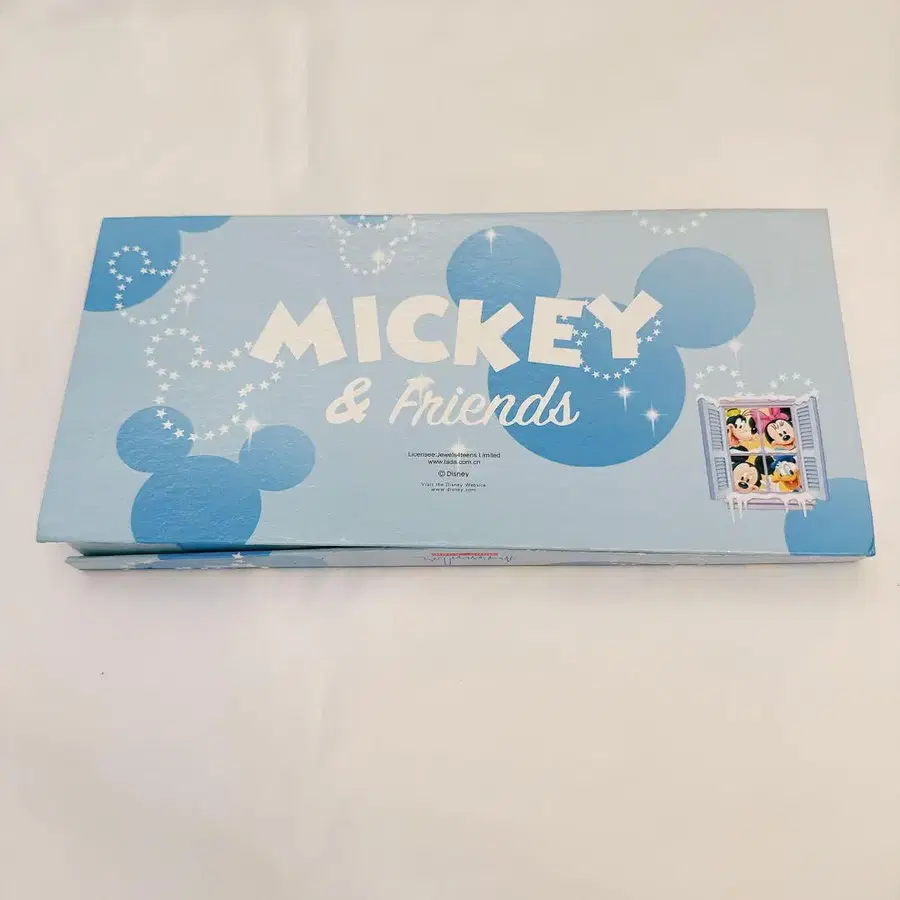 MICKEY
& Friends
Licensee:Jewels4teens Limited
www.tada.com.cn
© Disney
Visit the Disney Website
www.disney.com